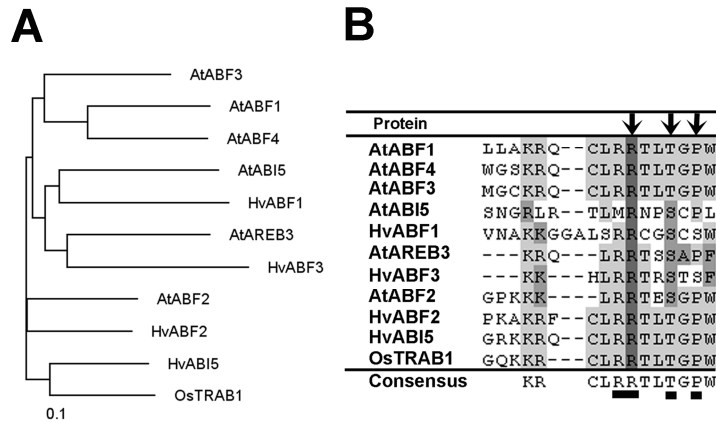 A
AtABF3
AtABF1
AtABF4
AtABI5
HvABF1
AtAREB3
HvABF3
AtABF2
HvABF2
HvABI5
OsTRAB1
0.1
B
Protein
AtABF1 LLAKRQ---CLRRTLTGPW
AtABF4 WGSKRQ---CLRRTLTGPW
AtABF3 MGCKRQ---CLRRTLTGPW
AtABI5 SNGRLR---TLMRNPSCPL
HvABF1 VNAKKGGALSRRCGSCSW
AtAREB3 ---KRQ---LRRTSSAPF
HvABF3 KK---HLRRTRSTSF
AtABF2 GPKKK----LRRTESGPW
HvABF2 PKAKRF---CLRRTLTGPW
HvABI5 GRKKR----CLRRTLTGPW
OsTRAB1 GQKKR----CLRRTLTGPW
Consensus KR CLRRTLTGPW